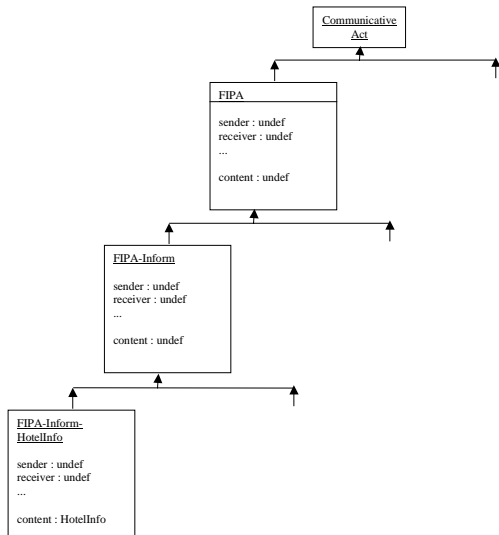 Communicative
Act
FIPA
sender : undef
receiver : undef
...
content : undef
FIPA-Inform
sender : undef
receiver : undef
...
content : undef
FIPA-Inform-
HotelInfo
sender : undef
receiver : undef
...
content : HotelInfo